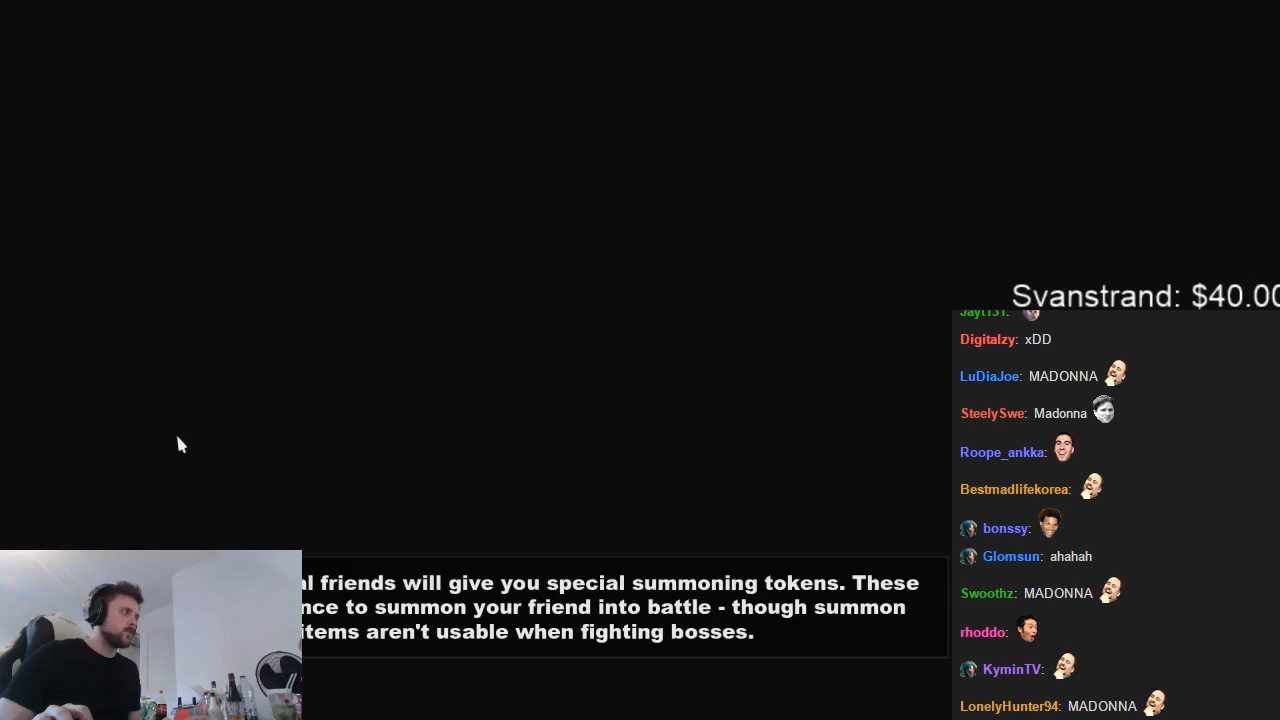 Svanstrand: $40.00
Jayt131:
Digitalzy: xDD
LuDiaJoe: MADONNA
SteelySwe: Madonna
Roope_ankka:
Bestmadlifekorea:
bonssy:
Glomsun: ahahah
Swoothz: MADONNA
rhoddo:
KyminTV:
LonelyHunter94: MADONNA
al friends will give you special summoning tokens. These
nce to summon your friend into battle - though summon
items aren't usable when fighting bosses.